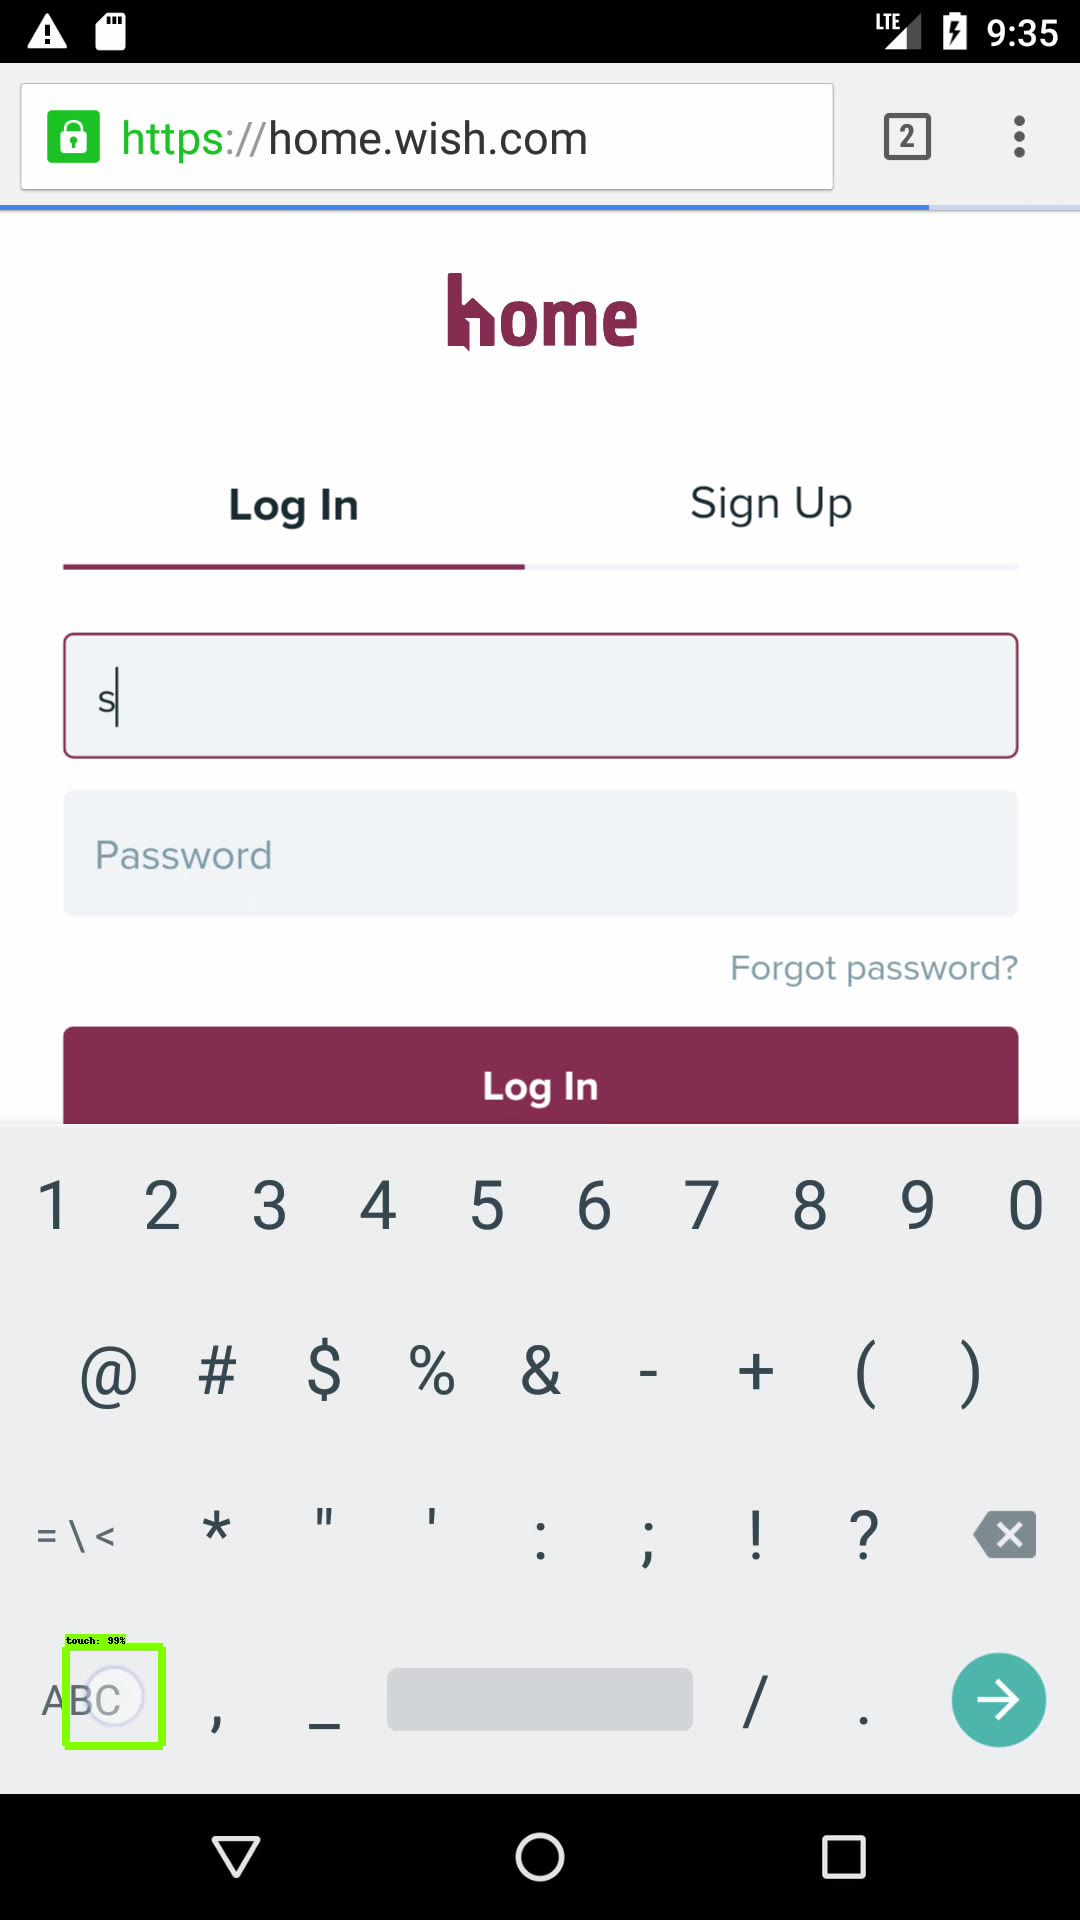 LTE 9:35
https://home.wish.com 2
home
Log In Sign Up
s
Password
Forgot password?
Log In
1 2 3 4 5 6 7 8 9 0
@ # $ % & - + ( )
= \ < * " ' : ; ! ?
touch: 99%
ABC , _ / .